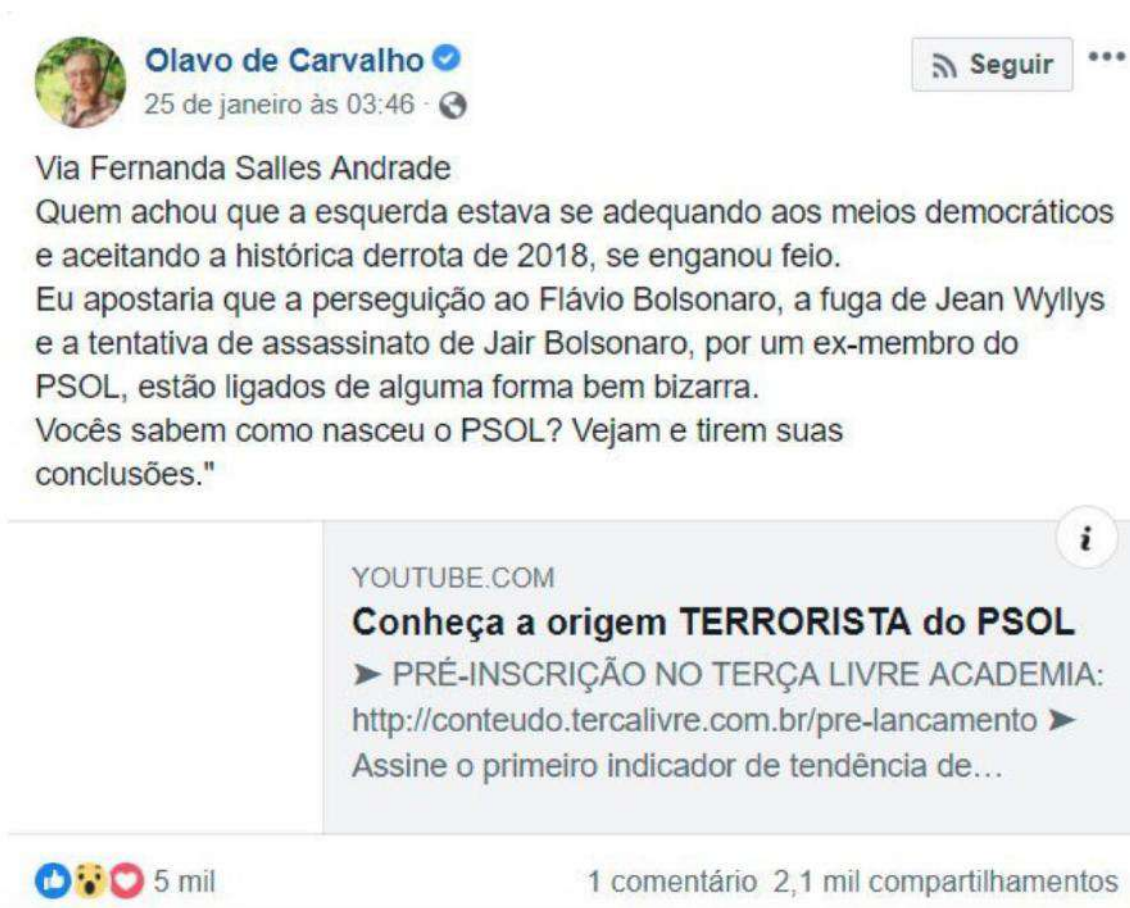 Olavo de Carvalho
Seguir
25 de janeiro às 03:46
Via Fernanda Salles Andrade
Quem achou que a esquerda estava se adequando aos meios democráticos
e aceitando a histórica derrota de 2018, se enganou feio.
Eu apostaria que a perseguição ao Flávio Bolsonaro, a fuga de Jean Wyllys
e a tentativa de assassinato de Jair Bolsonaro, por um ex-membro do
PSOL, estão ligados de alguma forma bem bizarra.
Vocês sabem como nasceu o PSOL? Vejam e tirem suas
conclusões."
i
YOUTUBE.COM
Conheça a origem TERRORISTA do PSOL
➤ PRÉ-INSCRIÇÃO NO TERÇA LIVRE ACADEMIA:
http://conteudo.tercalivre.com.br/pre-lancamento ➤
Assine o primeiro indicador de tendência de...
5 mil
1 comentário 2,1 mil compartilhamentos